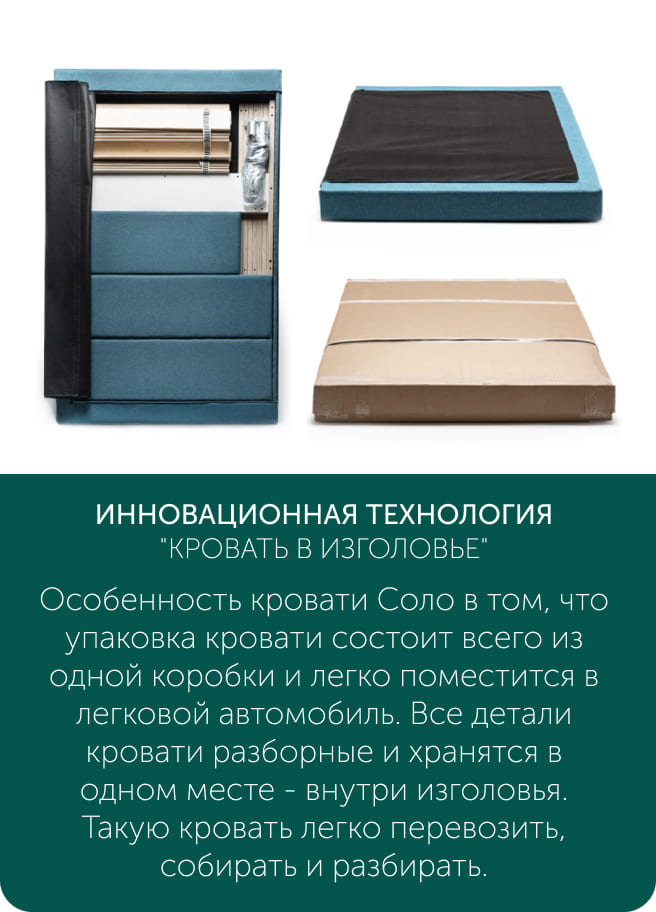 ИННОВАЦИОННАЯ ТЕХНОЛОГИЯ
"КРОВАТЬ В ИЗГОЛОВЬЕ"
Особенность кровати Соло в том, что
упаковка кровати состоит всего из
одной коробки и легко поместится в
легковой автомобиль. Все детали
кровати разборные и хранятся в
одном месте - внутри изголовья.
Такую кровать легко перевозить,
собирать и разбирать.